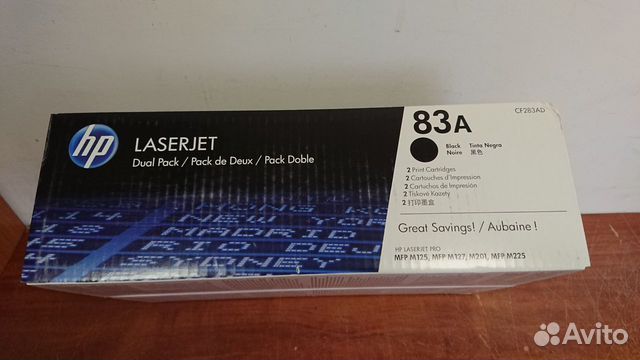 hp
LASERJET
Dual Pack / Pack de Deux / Pack Doble
CF283AD
83A
Black Tinta Negra
Noire 黑色
2 Print Cartridges
2 Cartouches d'Impression
2 Cartuchos de Impresión
2 Tiskové Kazety
2 打印墨盒
Great Savings! / Aubaine !
HP LASERJET PRO
MFP M125, MFP M127, M201, MFP M225
Avito